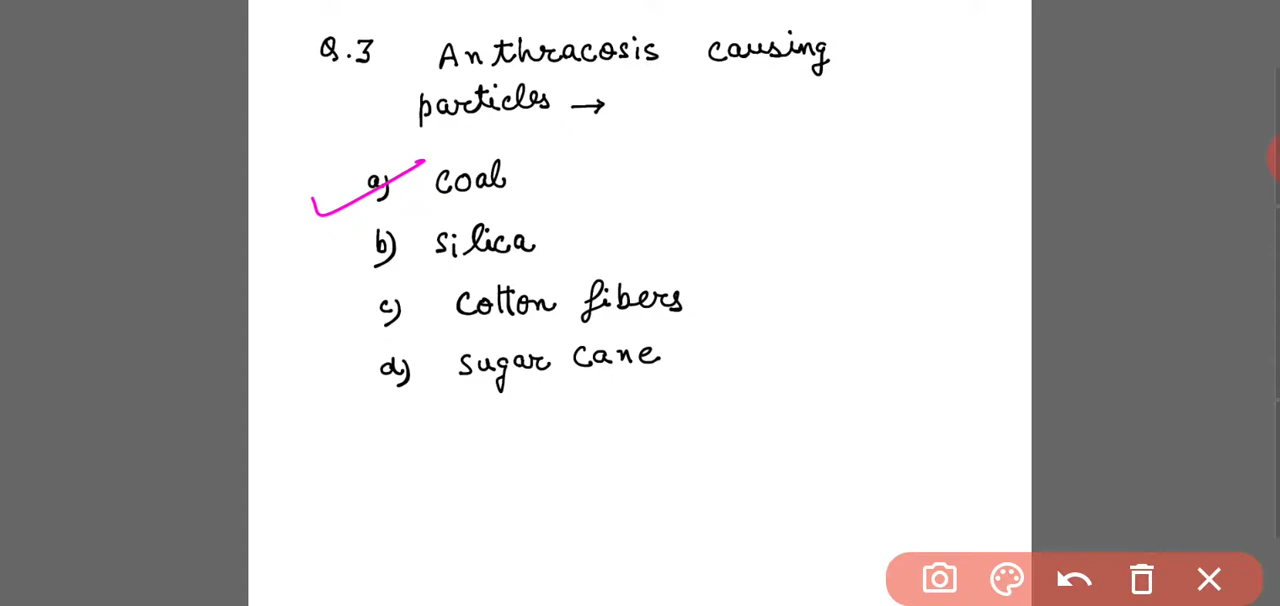 Q.3 Anthracosis causing
particles →
a) coal
b) silica
c) cotton fibers
d) sugar cane